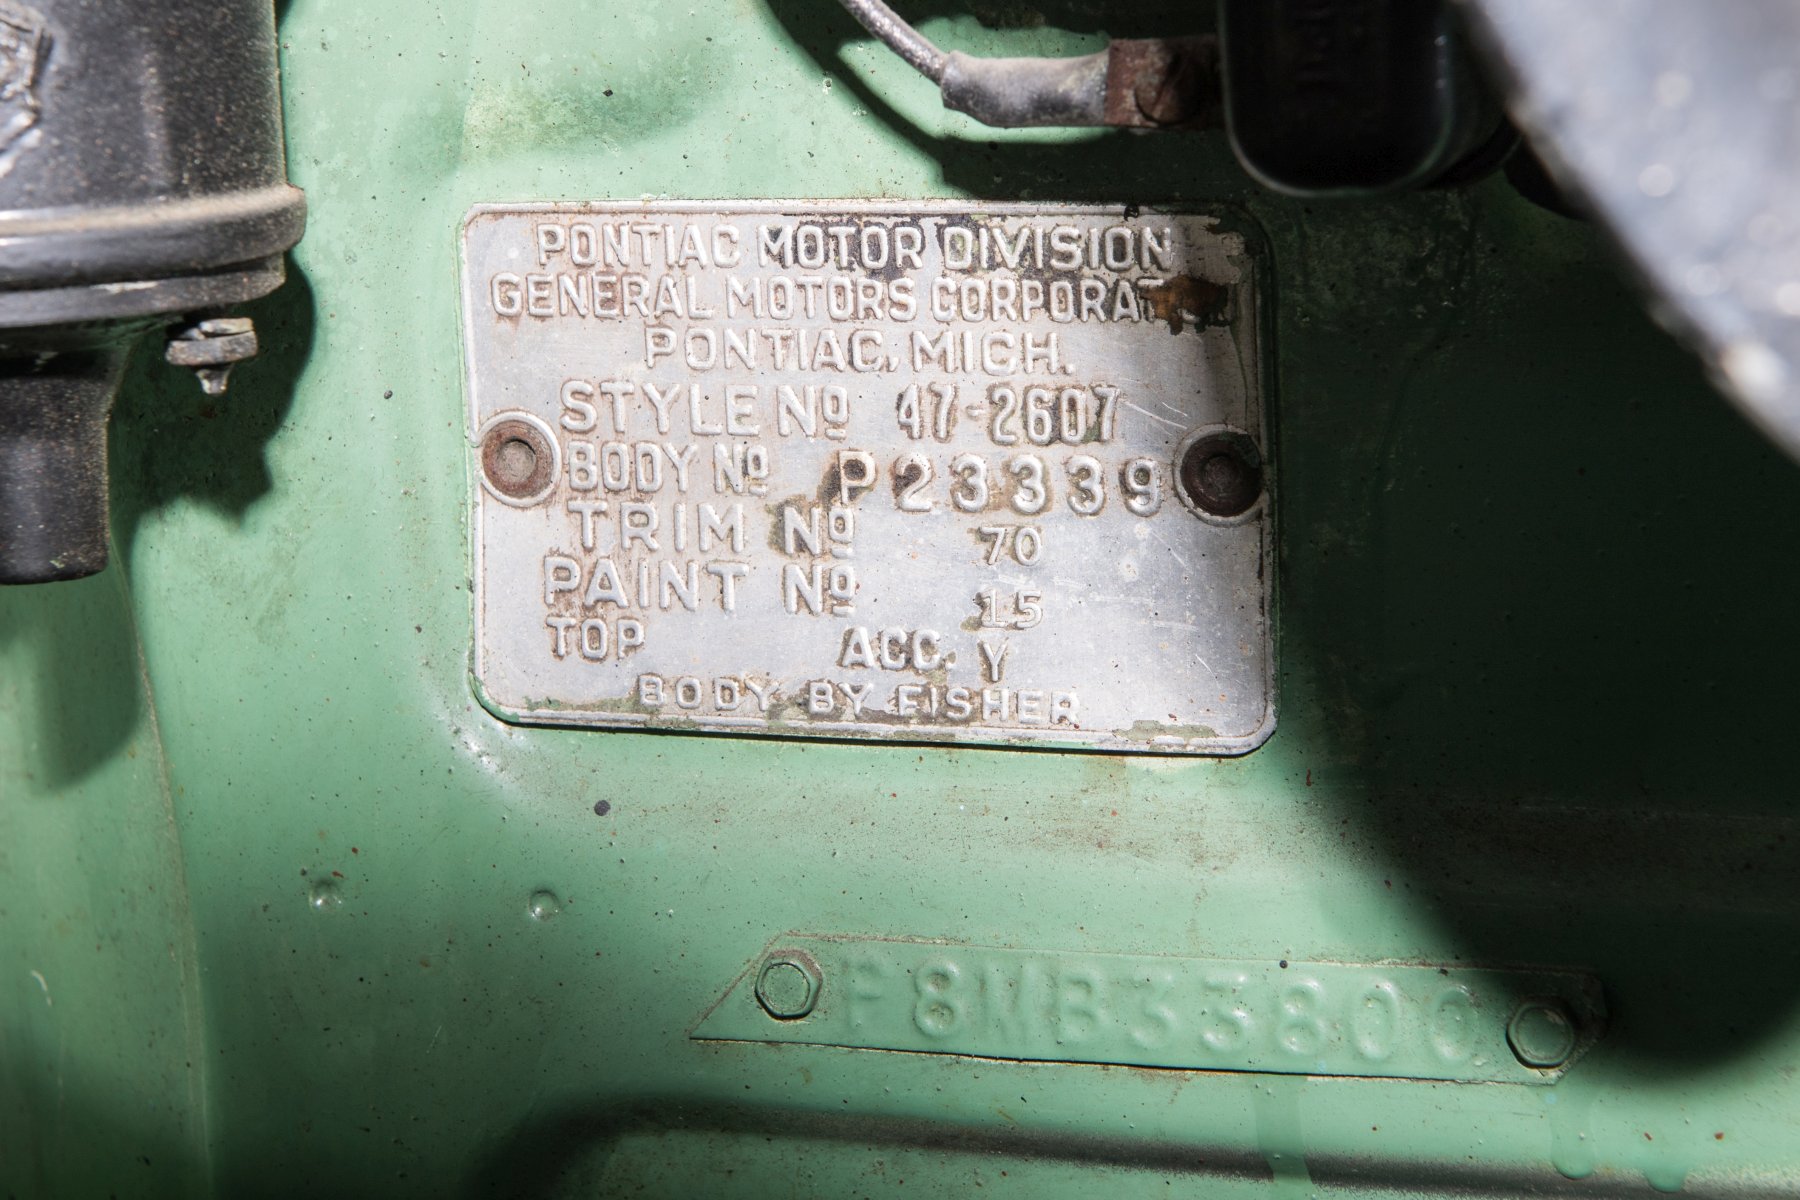 PONTIAC MOTOR DIVISION
GENERAL MOTORS CORPORAT
PONTIAC, MICH.
STYLE Nº 47-2607
BODY Nº P23339
TRIM Nº 70
PAINT Nº 15
TOP ACC. Y
BODY BY FISHER
P8MB33800